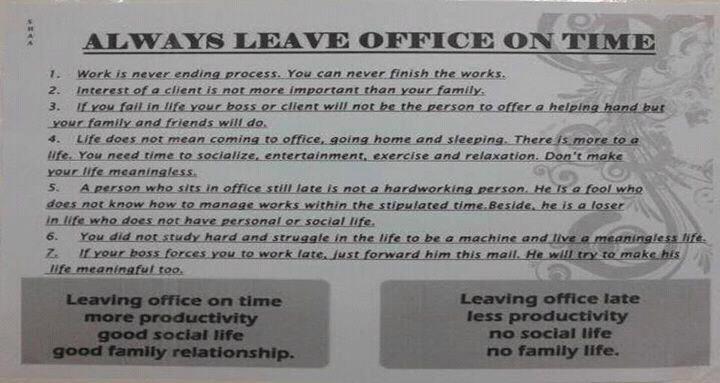 SHAA
ALWAYS LEAVE OFFICE ON TIME
1. Work is never ending process. You can never finish the works.
2. Interest of a client is not more important than your family.
3. If you fail in life your boss or client will not be the person to offer a helping hand but
your family and friends will do.
4. Life does not mean coming to office, going home and sleeping. There is more to a
life. You need time to socialize, entertainment, exercise and relaxation. Don't make
your life meaningless.
5. A person who sits in office still late is not a hardworking person. He Is a fool who
does not know how to manage works within the stipulated time.Beside, he is a loser
in life who does not have personal or social life.
6. You did not study hard and struggle in the life to be a machine and live a meaningless life.
7. If your boss forces you to work late, just forward him this mail. He will try to make his
life meaningful too.
Leaving office on time
more productivity
good social life
good family relationship.
Leaving office late
less productivity
no social life
no family life.